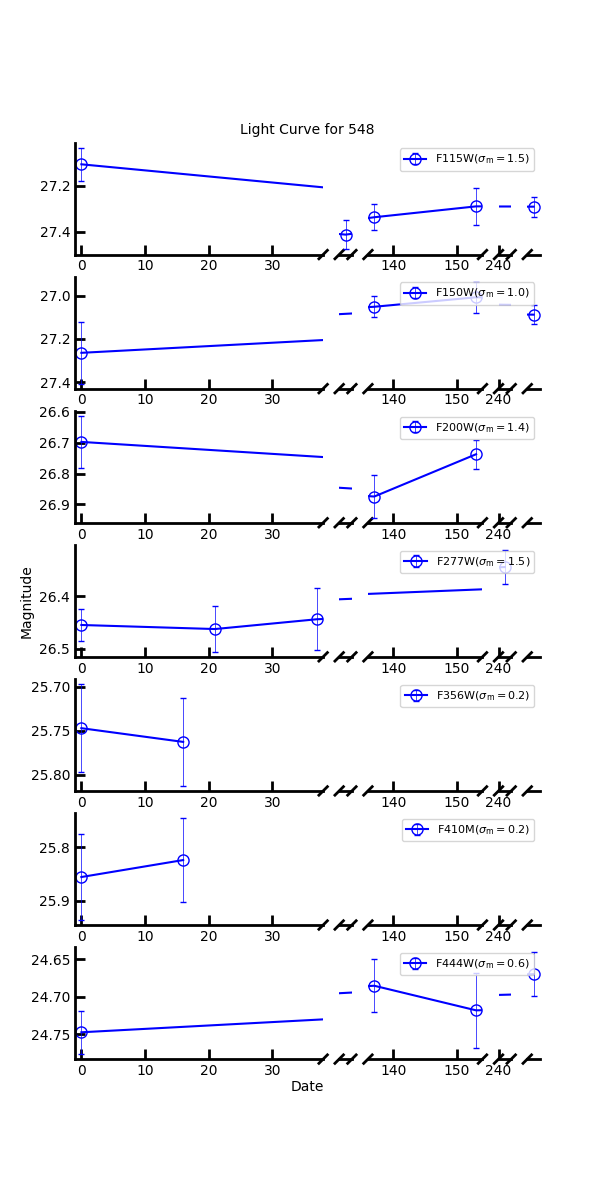 Light Curve for 548
F115W(σm = 1.5)
27.2
27.4
0 10 20 30 140 150 240
F150W(σm = 1.0)
27.0
27.2
27.4
0 10 20 30 140 150 240
F200W(σm = 1.4)
26.6
26.7
26.8
26.9
0 10 20 30 140 150 240
F277W(σm = 1.5)
26.4
26.5
Magnitude
0 10 20 30 140 150 240
F356W(σm = 0.2)
25.70
25.75
25.80
0 10 20 30 140 150 240
F410M(σm = 0.2)
25.8
25.9
0 10 20 30 140 150 240
F444W(σm = 0.6)
24.65
24.70
24.75
0 10 20 30 140 150 240
Date